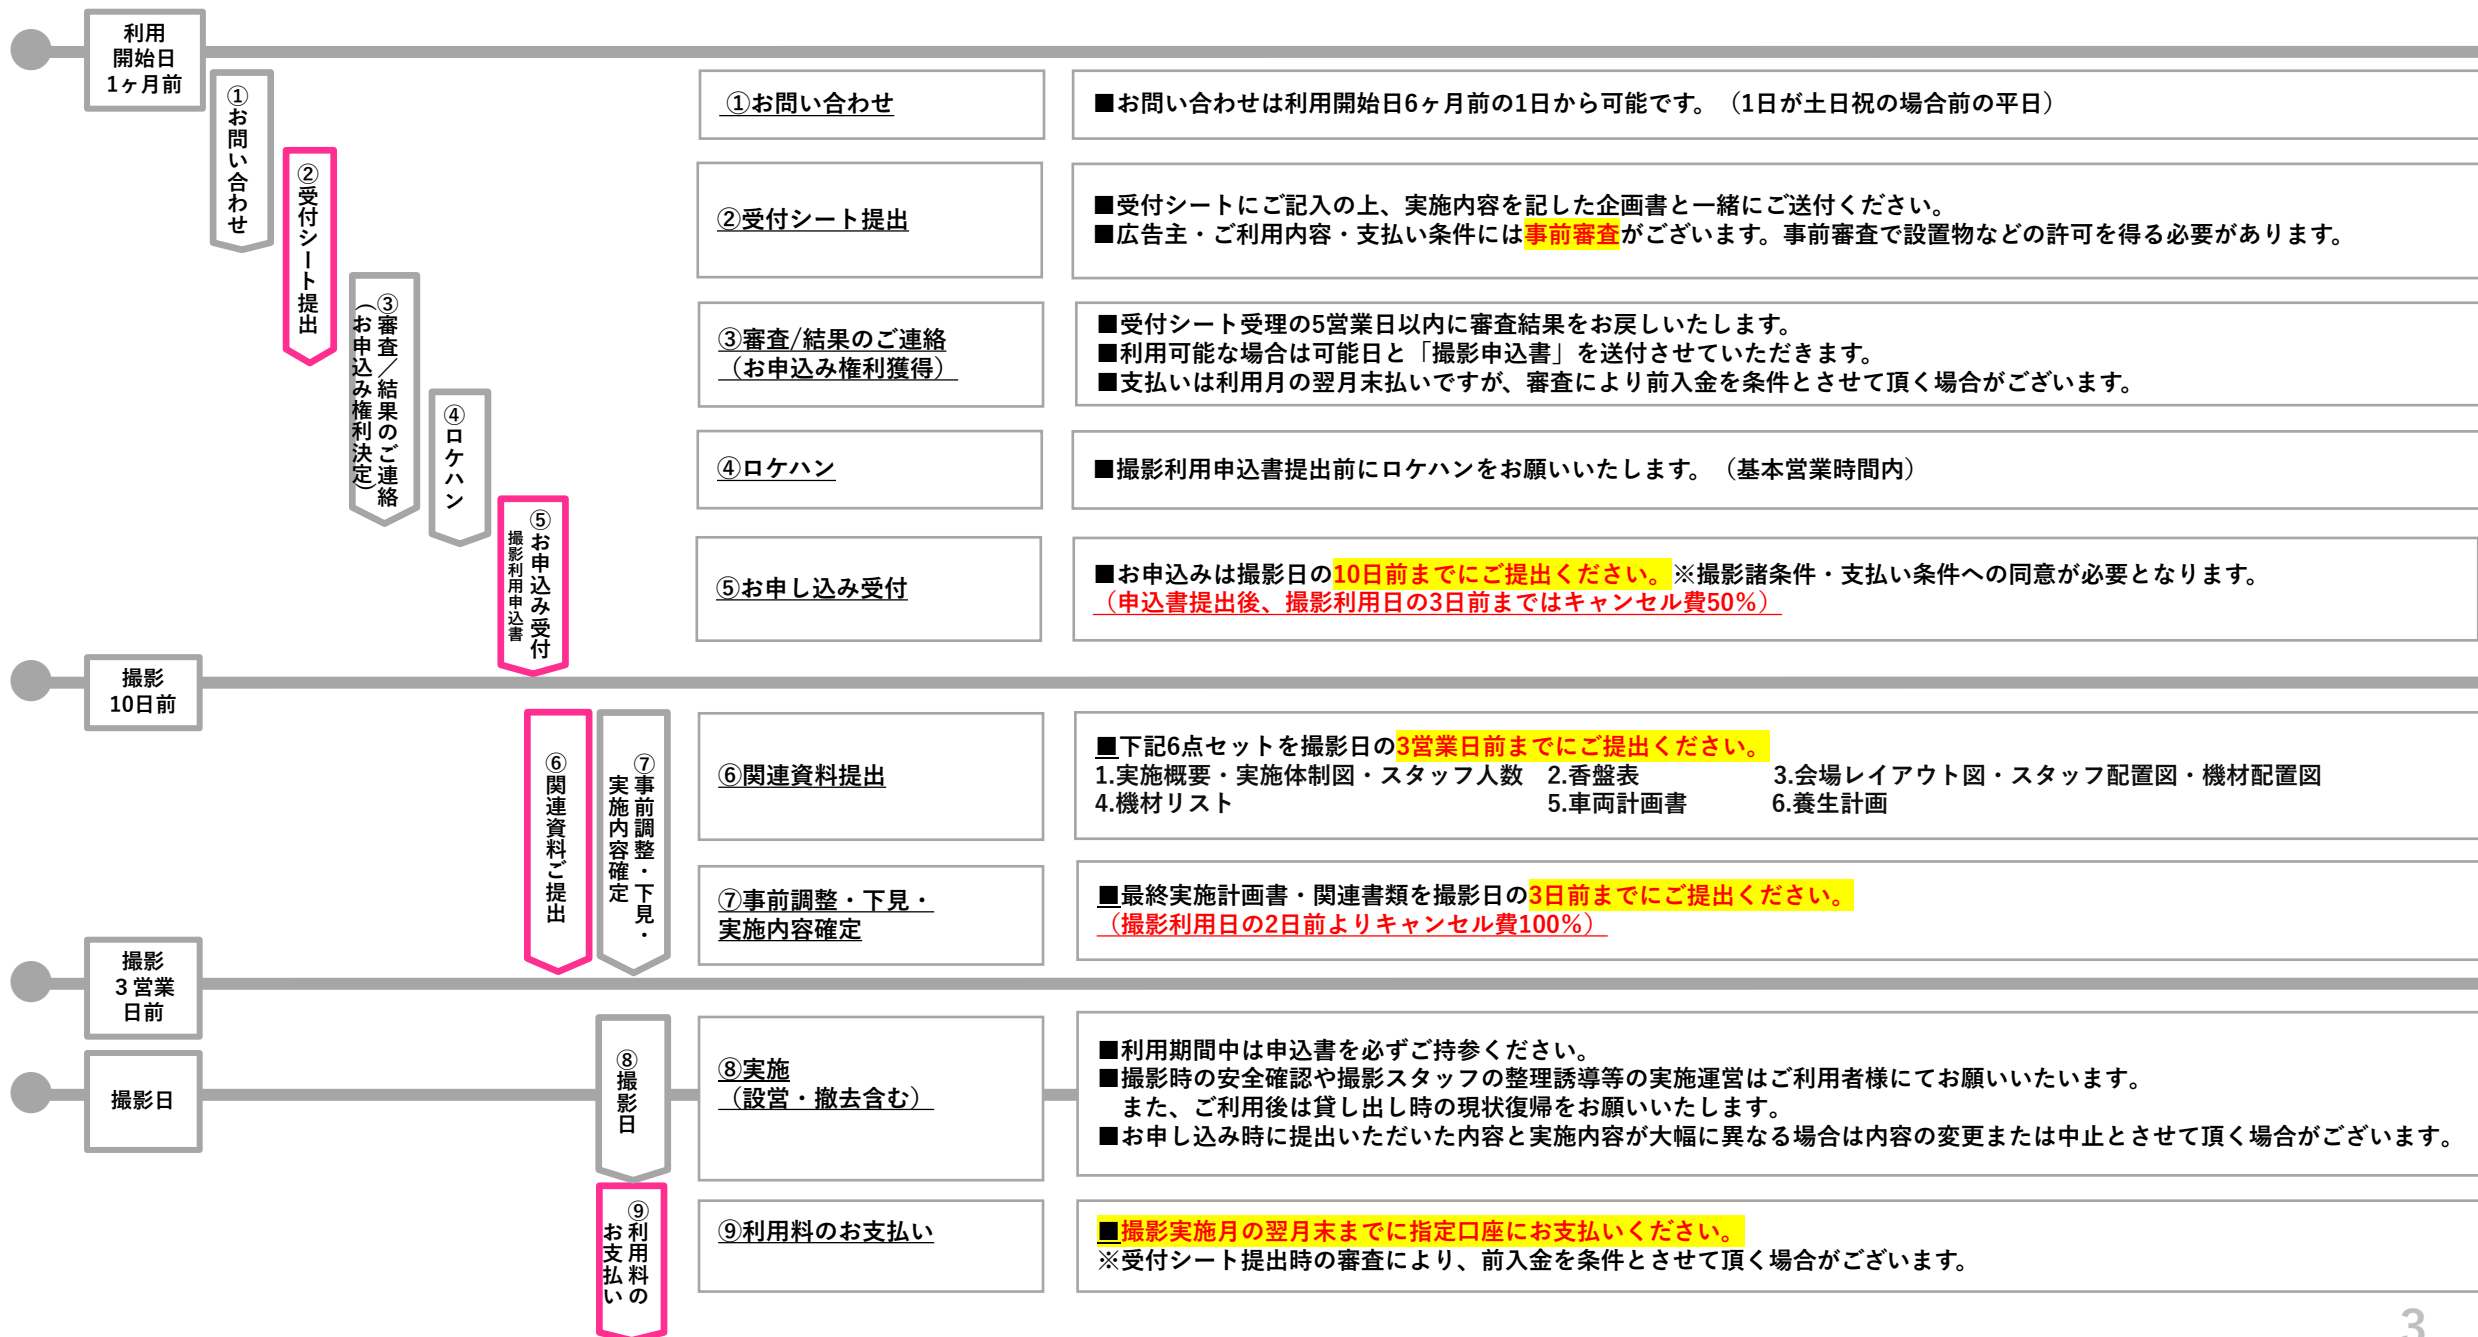 利用
開始日
1ヶ月前
①お問い合わせ
②受付シート提出
③審査／結果のご連絡
（お申込み権利決定）
④ロケハン
⑤お申込み受付
撮影利用申込書
①お問い合わせ
■お問い合わせは利用開始日6ヶ月前の1日から可能です。（1日が土日祝の場合前の平日）
②受付シート提出
■受付シートにご記入の上、実施内容を記した企画書と一緒にご送付ください。
■広告主・ご利用内容・支払い条件には事前審査がございます。事前審査で設置物などの許可を得る必要があります。
③審査/結果のご連絡
（お申込み権利獲得）
■受付シート受理の5営業日以内に審査結果をお戻しいたします。
■利用可能な場合は可能日と「撮影申込書」を送付させていただきます。
■支払いは利用月の翌月末払いですが、審査により前入金を条件とさせて頂く場合がございます。
④ロケハン
■撮影利用申込書提出前にロケハンをお願いいたします。（基本営業時間内）
⑤お申し込み受付
■お申込みは撮影日の10日前までにご提出ください。※撮影諸条件・支払い条件への同意が必要となります。
（申込書提出後、撮影利用日の3日前まではキャンセル費50%）
撮影
10日前
⑥関連資料ご提出
⑦事前調整・下見・
実施内容確定
⑥関連資料提出
■下記6点セットを撮影日の3営業日前までにご提出ください。
1.実施概要・実施体制図・スタッフ人数 2.香盤表 3.会場レイアウト図・スタッフ配置図・機材配置図
4.機材リスト 5.車両計画書 6.養生計画
⑦事前調整・下見・
実施内容確定
■最終実施計画書・関連書類を撮影日の3日前までにご提出ください。
（撮影利用日の2日前よりキャンセル費100%）
撮影
3営業
日前
撮影日
⑧撮影日
⑧実施
（設営・撤去含む）
■利用期間中は申込書を必ずご持参ください。
■撮影時の安全確認や撮影スタッフの整理誘導等の実施運営はご利用者様にてお願いいたいます。
また、ご利用後は貸し出し時の現状復帰をお願いいたします。
■お申し込み時に提出いただいた内容と実施内容が大幅に異なる場合は内容の変更または中止とさせて頂く場合がございます。
⑨利用料の
お支払い
⑨利用料のお支払い
■撮影実施月の翌月末までに指定口座にお支払いください。
※受付シート提出時の審査により、前入金を条件とさせて頂く場合がございます。
3